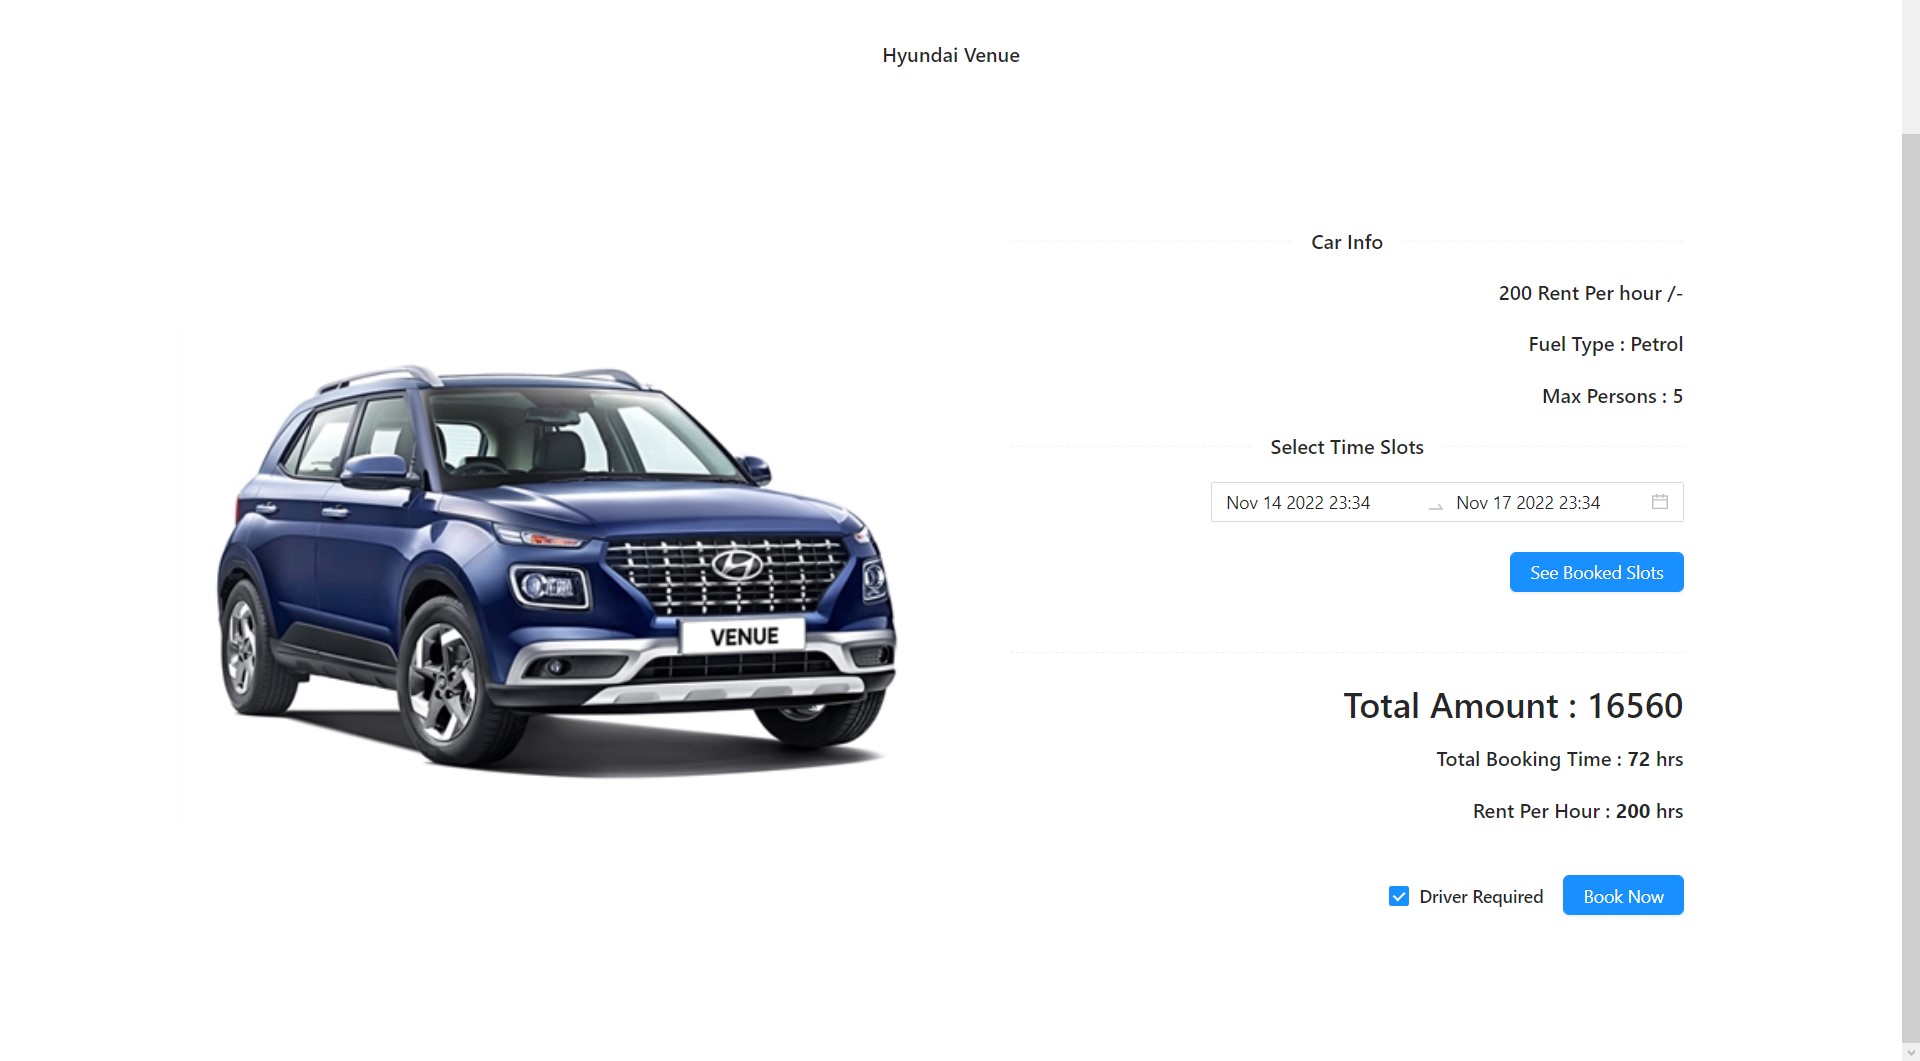 Hyundai Venue
Car Info
200 Rent Per hour /-
Fuel Type : Petrol
Max Persons : 5
Select Time Slots
Nov 14 2022 23:34 → Nov 17 2022 23:34
See Booked Slots
VENUE
Total Amount : 16560
Total Booking Time : 72 hrs
Rent Per Hour : 200 hrs
Driver Required
Book Now